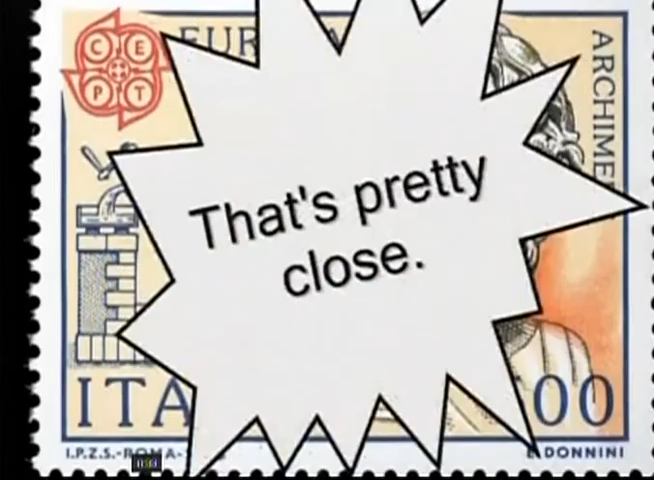 C E
P T
EUR
ARCHIME
That's pretty
close.
ITA
00
I.P.Z.S.-ROMA-
DONNINI